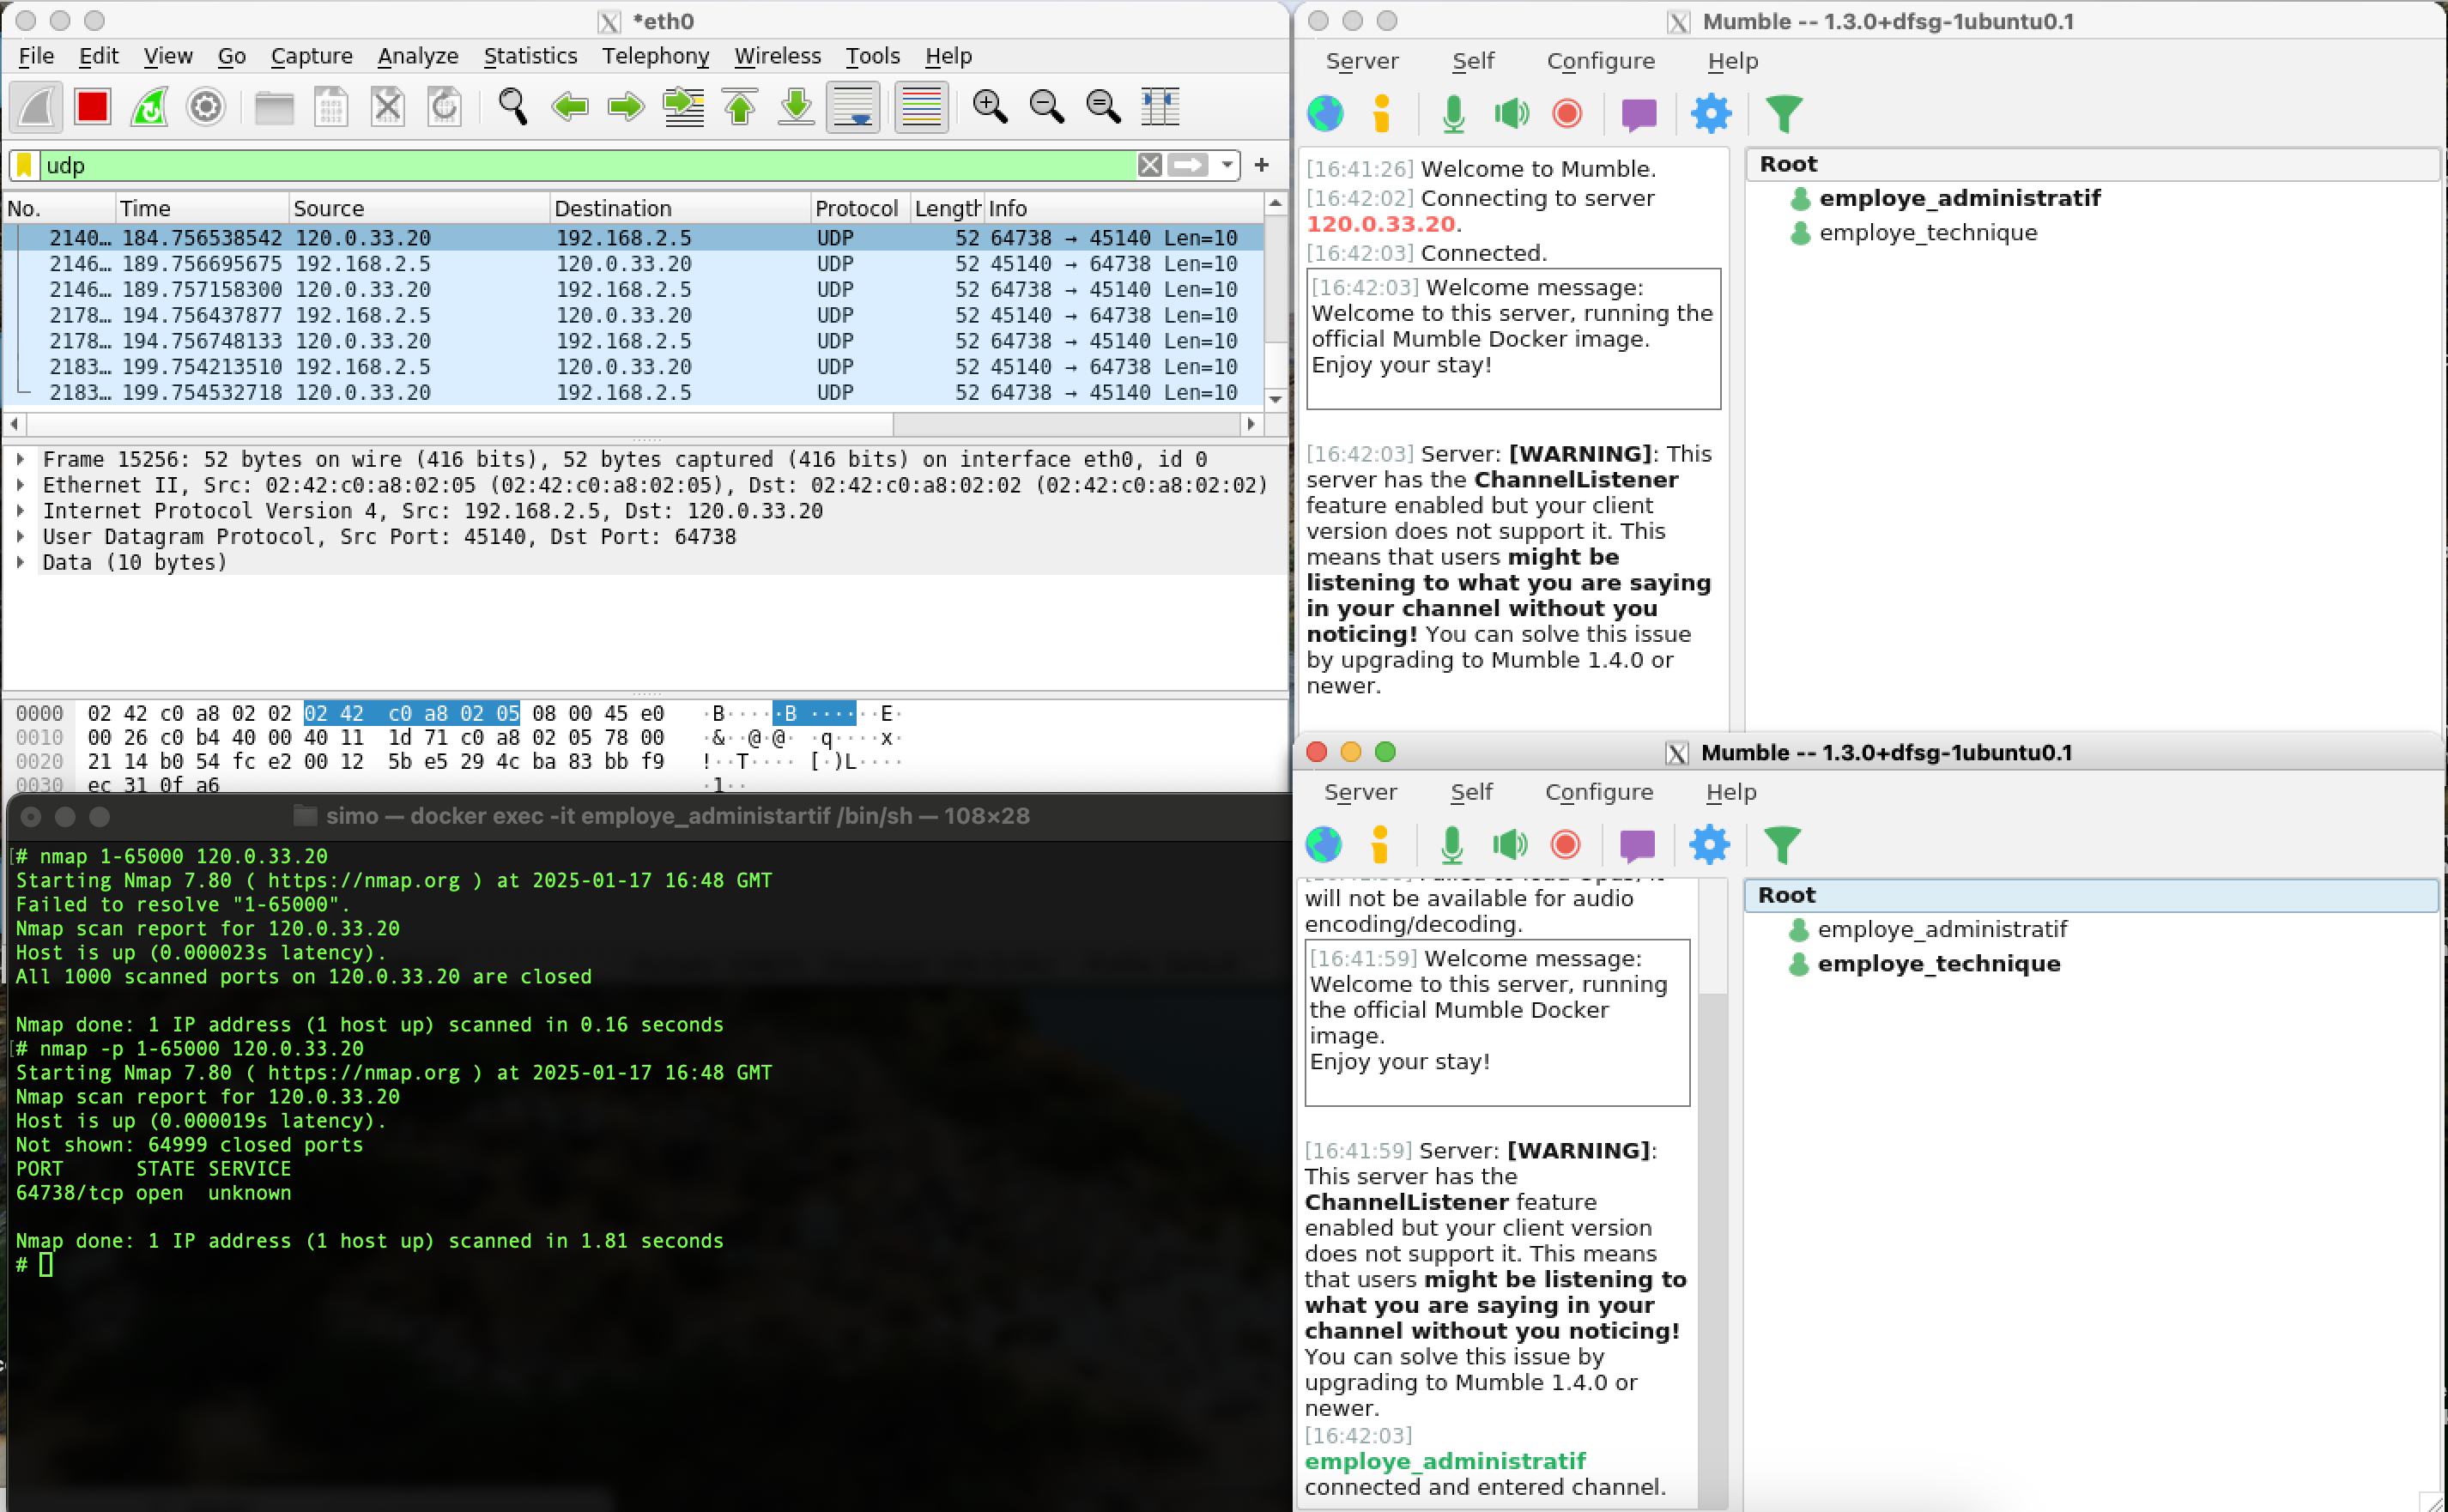 *eth0
File Edit View Go Capture Analyze Statistics Telephony Wireless Tools Help
udp
No. Time Source Destination Protocol Length Info
2140… 184.756538542 120.0.33.20 192.168.2.5 UDP 52 64738 → 45140 Len=10
2146… 189.756695675 192.168.2.5 120.0.33.20 UDP 52 45140 → 64738 Len=10
2146… 189.757158300 120.0.33.20 192.168.2.5 UDP 52 64738 → 45140 Len=10
2178… 194.756437877 192.168.2.5 120.0.33.20 UDP 52 45140 → 64738 Len=10
2178… 194.756748133 120.0.33.20 192.168.2.5 UDP 52 64738 → 45140 Len=10
2183… 199.754213510 192.168.2.5 120.0.33.20 UDP 52 45140 → 64738 Len=10
2183… 199.754532718 120.0.33.20 192.168.2.5 UDP 52 64738 → 45140 Len=10
Frame 15256: 52 bytes on wire (416 bits), 52 bytes captured (416 bits) on interface eth0, id 0
Ethernet II, Src: 02:42:c0:a8:02:05 (02:42:c0:a8:02:05), Dst: 02:42:c0:a8:02:02 (02:42:c0:a8:02:02)
Internet Protocol Version 4, Src: 192.168.2.5, Dst: 120.0.33.20
User Datagram Protocol, Src Port: 45140, Dst Port: 64738
Data (10 bytes)
0000 02 42 c0 a8 02 02 02 42 c0 a8 02 05 08 00 45 e0 ·B·····B ······E·
0010 00 26 c0 b4 40 00 40 11 1d 71 c0 a8 02 05 78 00 ·&··@·@· ·q····x·
0020 21 14 b0 54 fc e2 00 12 5b e5 29 4c ba 83 bb f9 !··T···· [·)L····
0030 ec 31 0f a6 ·1··
simo — docker exec -it employe_administartif /bin/sh — 108×28
[# nmap 1-65000 120.0.33.20
Starting Nmap 7.80 ( https://nmap.org ) at 2025-01-17 16:48 GMT
Failed to resolve "1-65000".
Nmap scan report for 120.0.33.20
Host is up (0.000023s latency).
All 1000 scanned ports on 120.0.33.20 are closed
Nmap done: 1 IP address (1 host up) scanned in 0.16 seconds
[# nmap -p 1-65000 120.0.33.20
Starting Nmap 7.80 ( https://nmap.org ) at 2025-01-17 16:48 GMT
Nmap scan report for 120.0.33.20
Host is up (0.000019s latency).
Not shown: 64999 closed ports
PORT STATE SERVICE
64738/tcp open unknown
Nmap done: 1 IP address (1 host up) scanned in 1.81 seconds
#
Mumble -- 1.3.0+dfsg-1ubuntu0.1
Server Self Configure Help
[16:41:26] Welcome to Mumble.
[16:42:02] Connecting to server
120.0.33.20.
[16:42:03] Connected.
[16:42:03] Welcome message:
Welcome to this server, running the
official Mumble Docker image.
Enjoy your stay!
[16:42:03] Server: [WARNING]: This
server has the ChannelListener
feature enabled but your client
version does not support it. This
means that users might be
listening to what you are saying
in your channel without you
noticing! You can solve this issue
by upgrading to Mumble 1.4.0 or
newer.
Root
employe_administratif
employe_technique
Mumble -- 1.3.0+dfsg-1ubuntu0.1
Server Self Configure Help
will not be available for audio
encoding/decoding.
[16:41:59] Welcome message:
Welcome to this server, running
the official Mumble Docker
image.
Enjoy your stay!
[16:41:59] Server: [WARNING]:
This server has the
ChannelListener feature
enabled but your client version
does not support it. This means
that users might be listening to
what you are saying in your
channel without you noticing!
You can solve this issue by
upgrading to Mumble 1.4.0 or
newer.
[16:42:03]
employe_administratif
connected and entered channel.
Root
employe_administratif
employe_technique